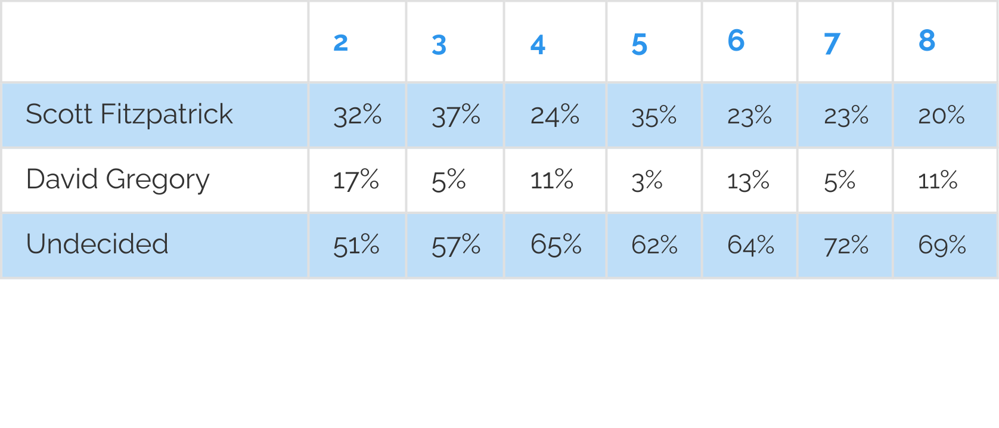 2 3 4 5 6 7 8
Scott Fitzpatrick 32% 37% 24% 35% 23% 23% 20%
David Gregory 17% 5% 11% 3% 13% 5% 11%
Undecided 51% 57% 65% 62% 64% 72% 69%